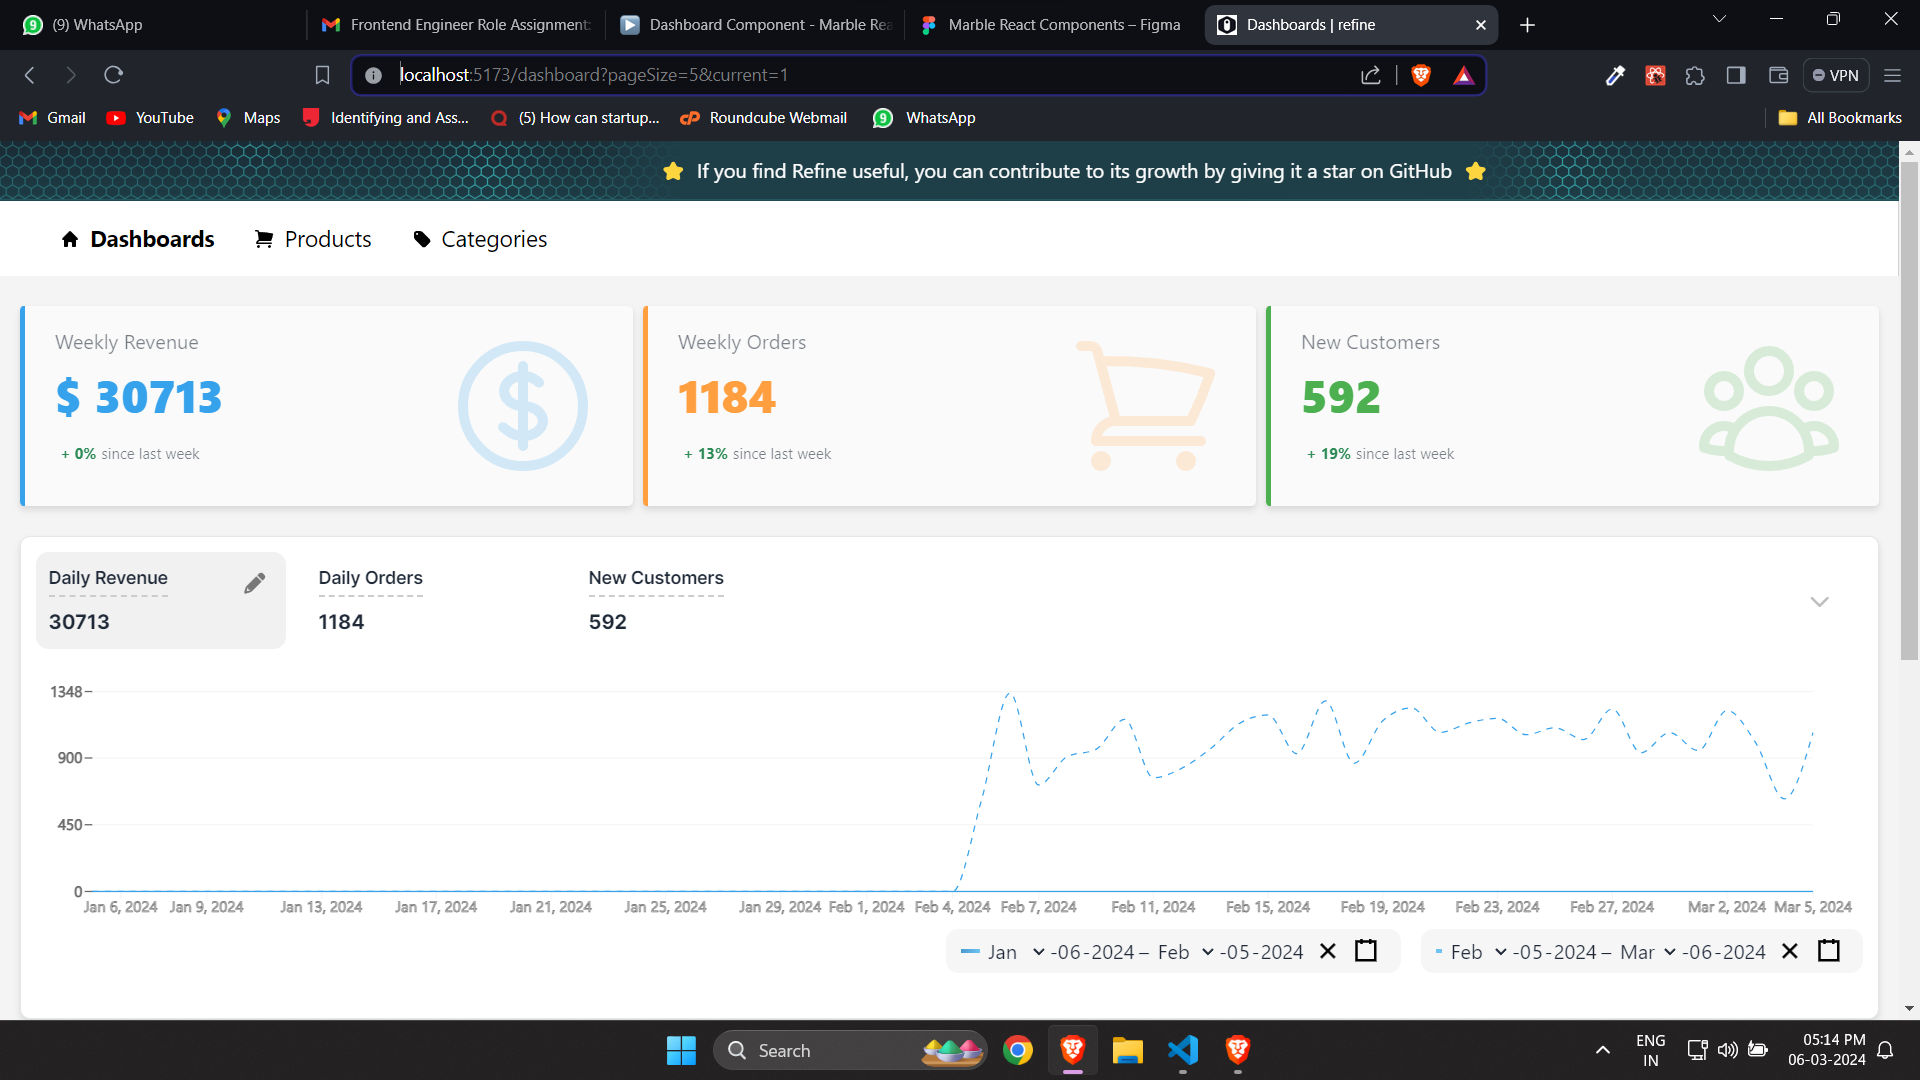 (9) WhatsApp
Frontend Engineer Role Assignment:
Dashboard Component - Marble Rea
Marble React Components – Figma
Dashboards | refine
localhost:5173/dashboard?pageSize=5&current=1
VPN
Gmail
YouTube
Maps
Identifying and Ass...
(5) How can startup...
Roundcube Webmail
WhatsApp
All Bookmarks
If you find Refine useful, you can contribute to its growth by giving it a star on GitHub
Dashboards Products Categories
Weekly Revenue
$ 30713
+ 0% since last week
Weekly Orders
1184
+ 13% since last week
New Customers
592
+ 19% since last week
Daily Revenue
30713
Daily Orders
1184
New Customers
592
1348
900
450
0
Jan 6, 2024 Jan 9, 2024 Jan 13, 2024 Jan 17, 2024 Jan 21, 2024 Jan 25, 2024 Jan 29, 2024 Feb 1, 2024 Feb 4, 2024 Feb 7, 2024 Feb 11, 2024 Feb 15, 2024 Feb 19, 2024 Feb 23, 2024 Feb 27, 2024 Mar 2, 2024 Mar 5, 2024
Jan -06-2024 – Feb -05-2024
Feb -05-2024 – Mar -06-2024
Search
ENG
IN
05:14 PM
06-03-2024